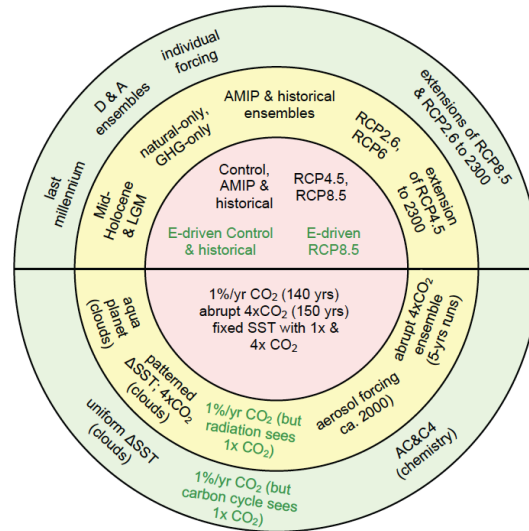 individual
forcing
D & A
ensembles
last
millennium
extensions of RCP8.5
& RCP2.6 to 2300
AMIP & historical
ensembles
natural-only,
GHG-only
RCP2.6,
RCP6
Mid-
Holocene
& LGM
extension
of RCP4.5
to 2300
Control,
AMIP &
historical
RCP4.5,
RCP8.5
E-driven Control
& historical
E-driven
RCP8.5
1%/yr CO₂ (140 yrs)
abrupt 4xCO₂ (150 yrs)
fixed SST with 1x &
4x CO₂
aqua
planet
(clouds)
abrupt 4xCO₂
ensemble
(5-yrs runs)
patterned
ΔSST; 4xCO₂
(clouds)
1%/yr CO₂ (but
radiation sees
1x CO₂)
aerosol forcing
ca. 2000)
uniform ΔSST
(clouds)
1%/yr CO₂ (but
carbon cycle sees
1x CO₂)
AC&C4
(chemistry)